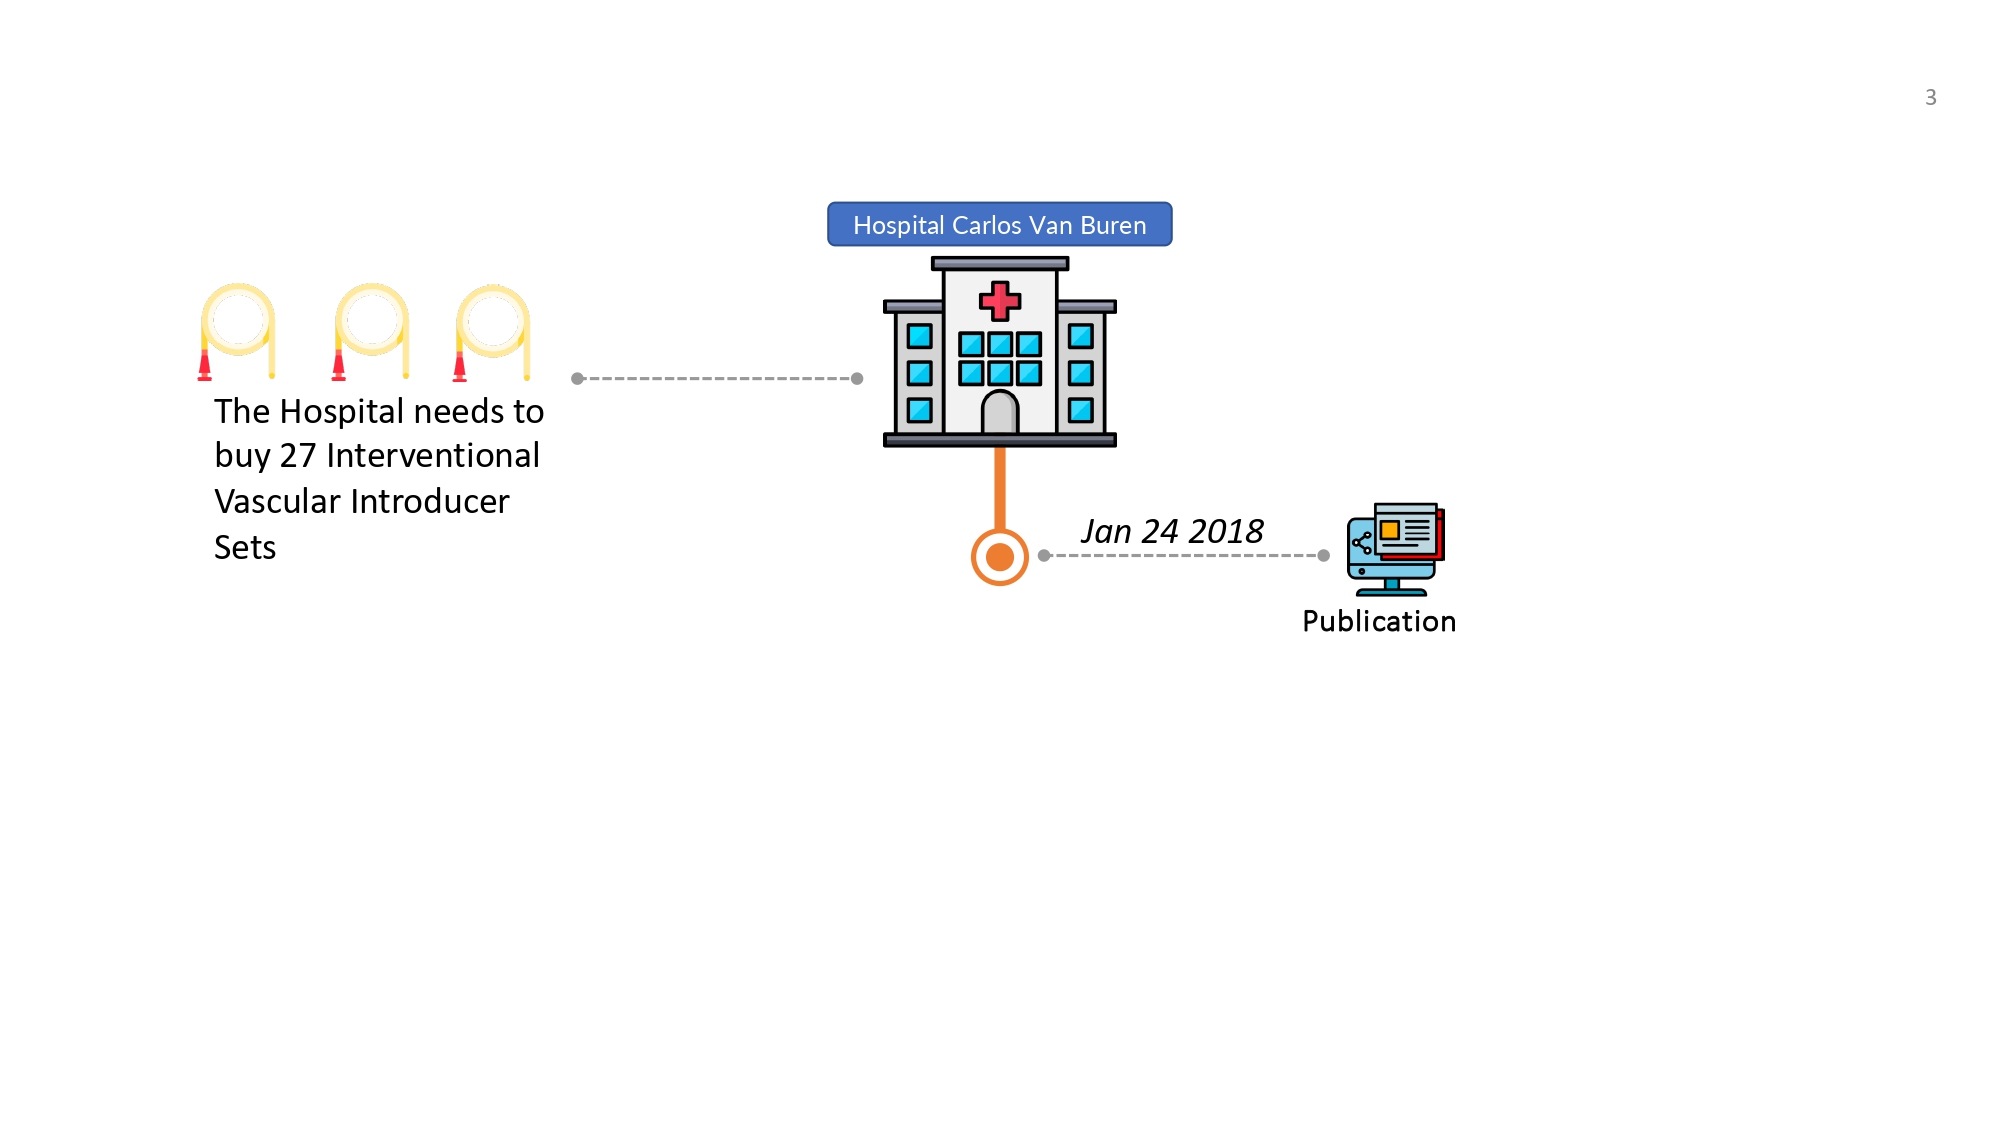 3
Hospital Carlos Van Buren
The Hospital needs to
buy 27 Interventional
Vascular Introducer
Sets
Jan 24 2018
Publication